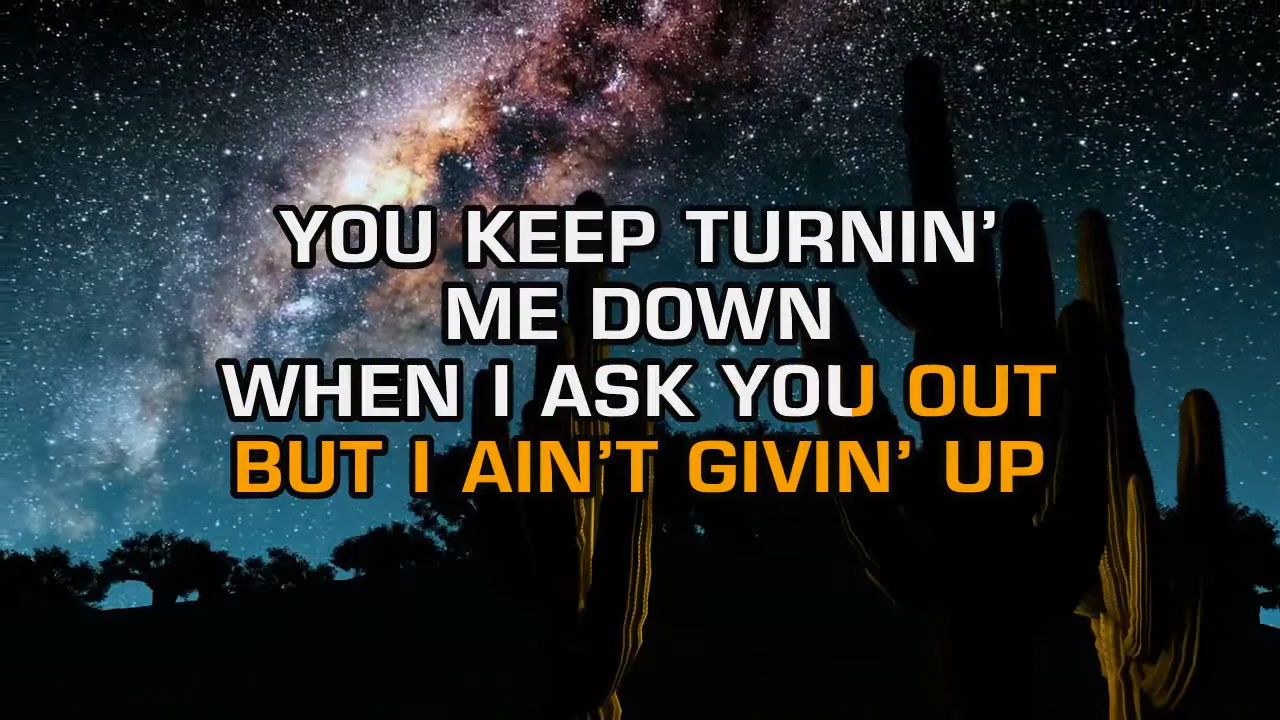 YOU KEEP TURNIN’
ME DOWN
WHEN I ASK YOU OUT
BUT I AIN’T GIVIN’ UP